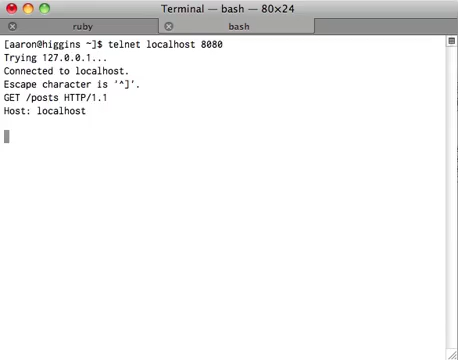 Terminal — bash — 80×24
ruby
bash
[aaron@higgins ~]$ telnet localhost 8080
Trying 127.0.0.1...
Connected to localhost.
Escape character is '^]'.
GET /posts HTTP/1.1
Host: localhost